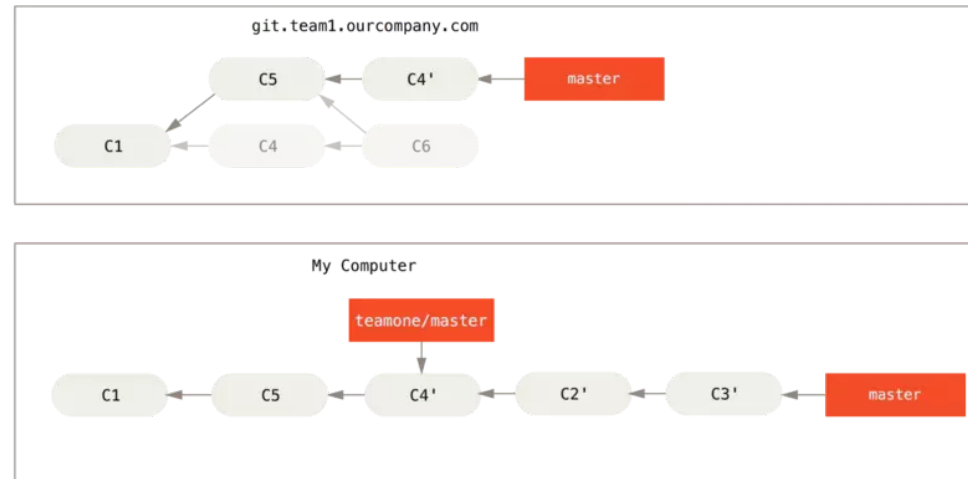 git.team1.ourcompany.com
C5 C4' master
C1 C4 C6
My Computer
teamone/master
C1 C5 C4' C2' C3' master